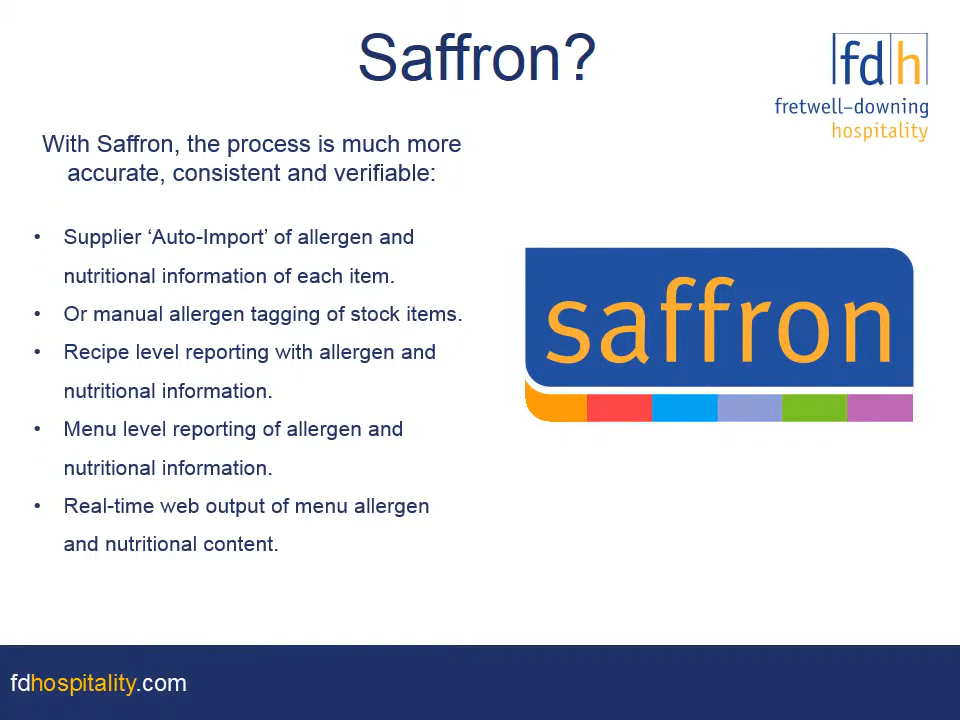 Saffron?
fdh
fretwell-downing
hospitality
With Saffron, the process is much more
accurate, consistent and verifiable:
• Supplier ‘Auto-Import’ of allergen and
nutritional information of each item.
• Or manual allergen tagging of stock items.
• Recipe level reporting with allergen and
nutritional information.
• Menu level reporting of allergen and
nutritional information.
• Real-time web output of menu allergen
and nutritional content.
saffron
fdhospitality.com